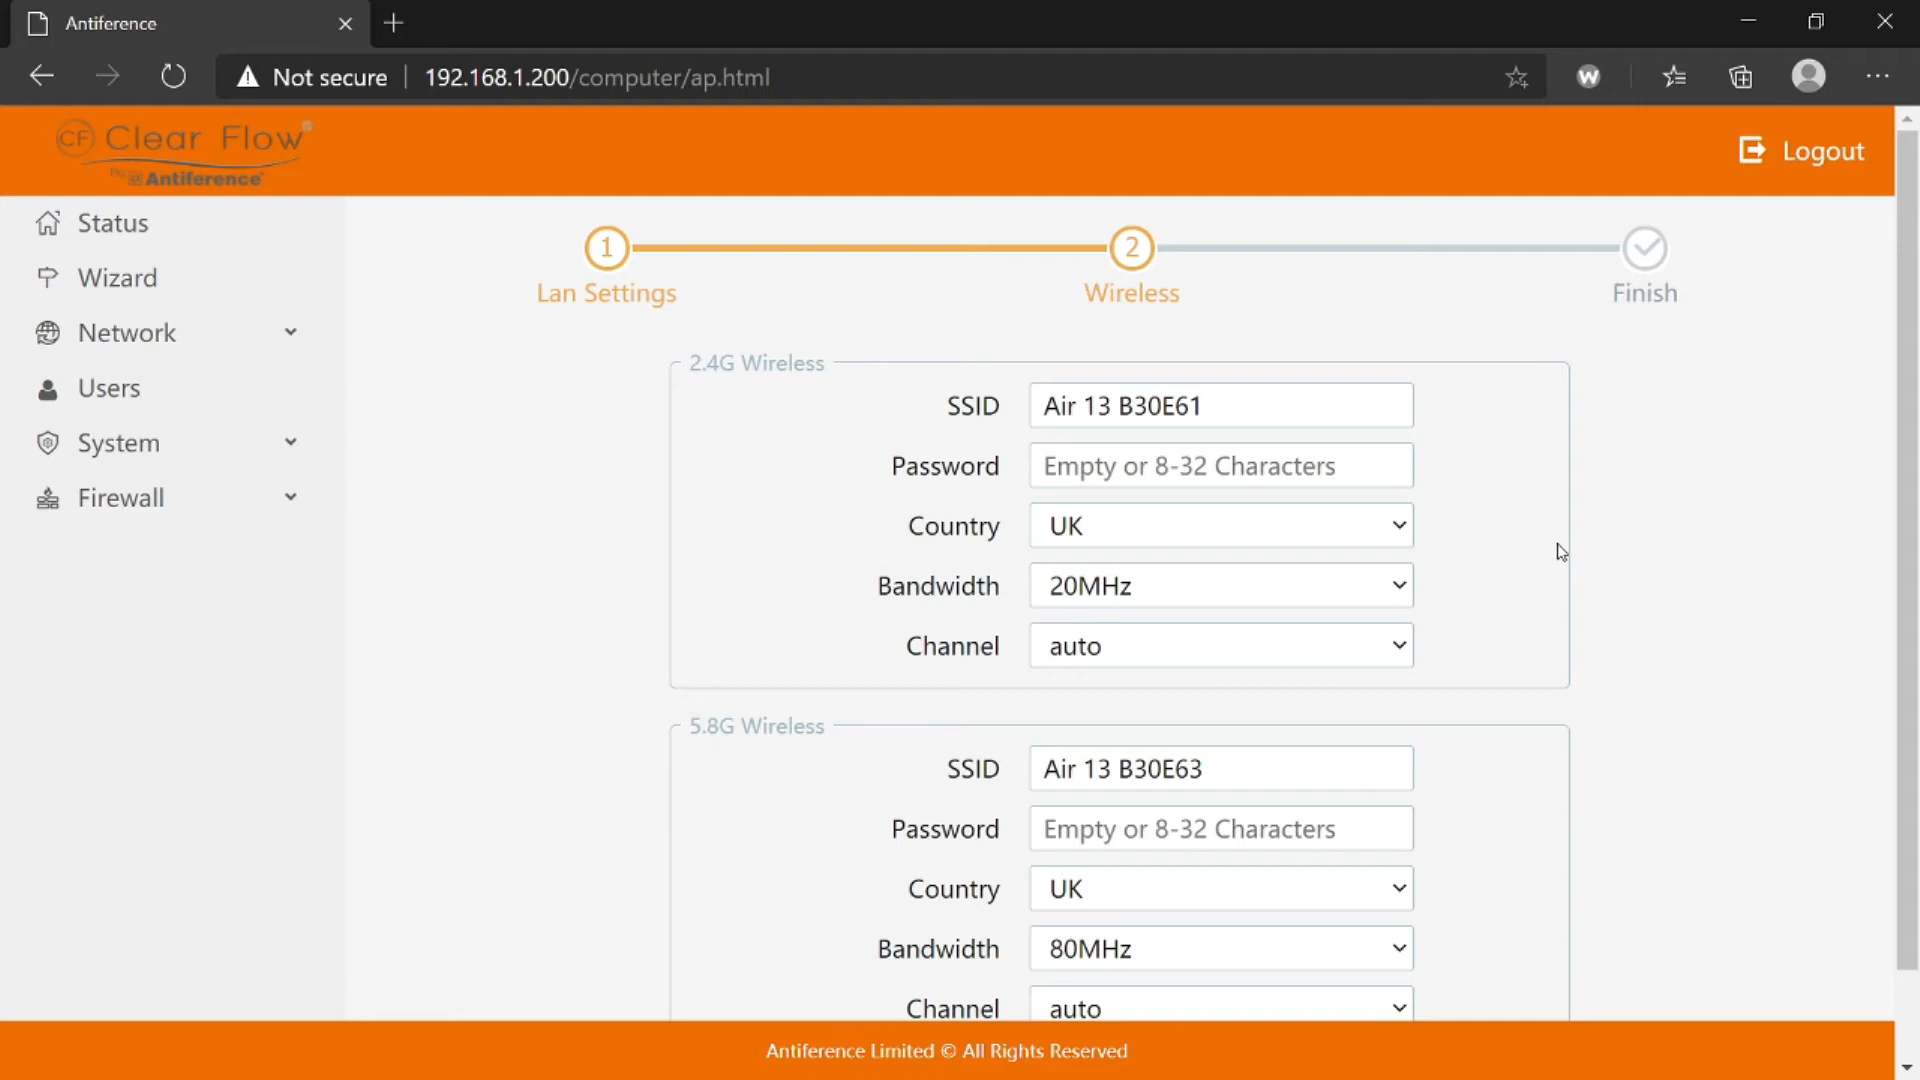 Antiference
Not secure 192.168.1.200/computer/ap.html
W
CF Clear Flow
Antiference
Logout
Status
Wizard
Network
Users
System
Firewall
1
2
Lan Settings
Wireless
Finish
2.4G Wireless
SSID Air 13 B30E61
Password Empty or 8-32 Characters
Country UK
Bandwidth 20MHz
Channel auto
5.8G Wireless
SSID Air 13 B30E63
Password Empty or 8-32 Characters
Country UK
Bandwidth 80MHz
Channel auto
Antiference Limited © All Rights Reserved